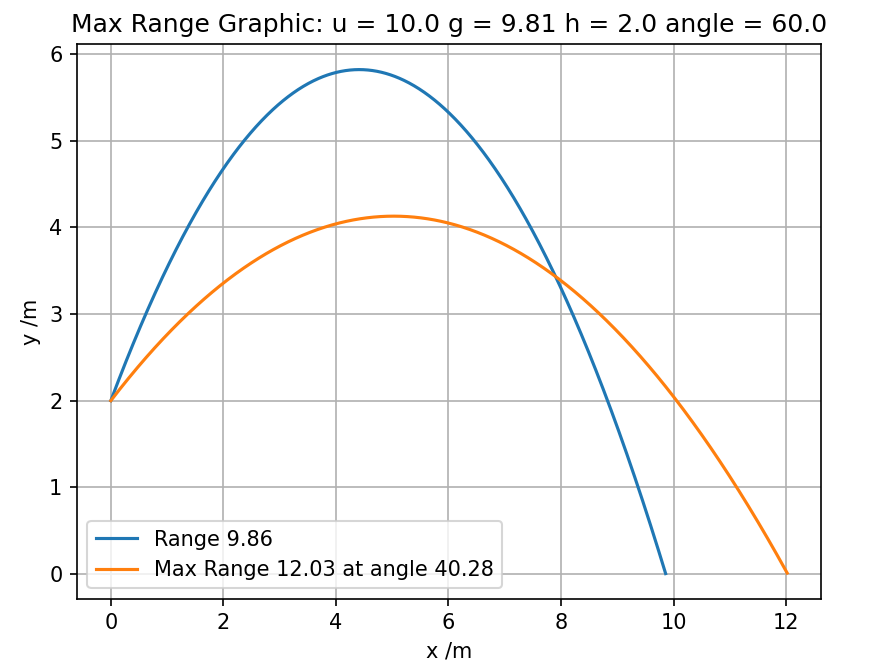 Max Range Graphic: u = 10.0 g = 9.81 h = 2.0 angle = 60.0
6
5
4
3
2
1
0
y /m
Range 9.86
Max Range 12.03 at angle 40.28
0 2 4 6 8 10 12
x /m